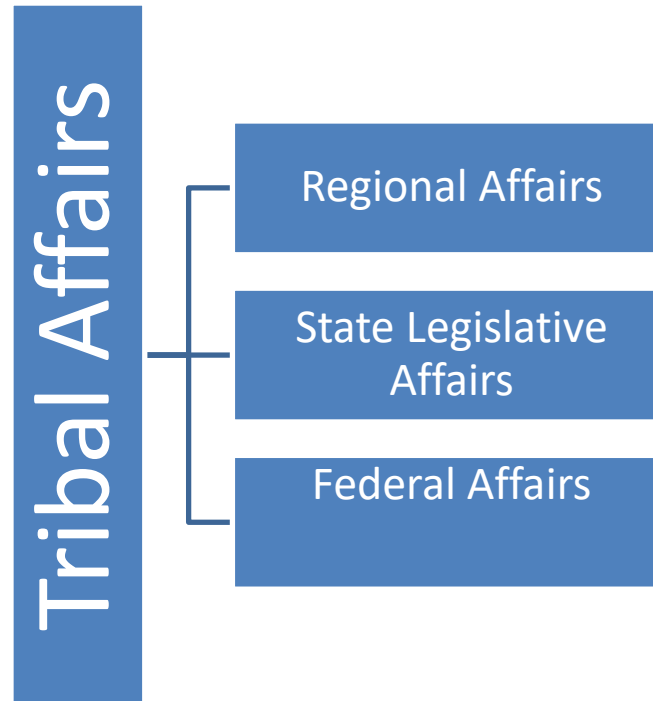 Tribal Affairs
Regional Affairs
State Legislative
Affairs
Federal Affairs